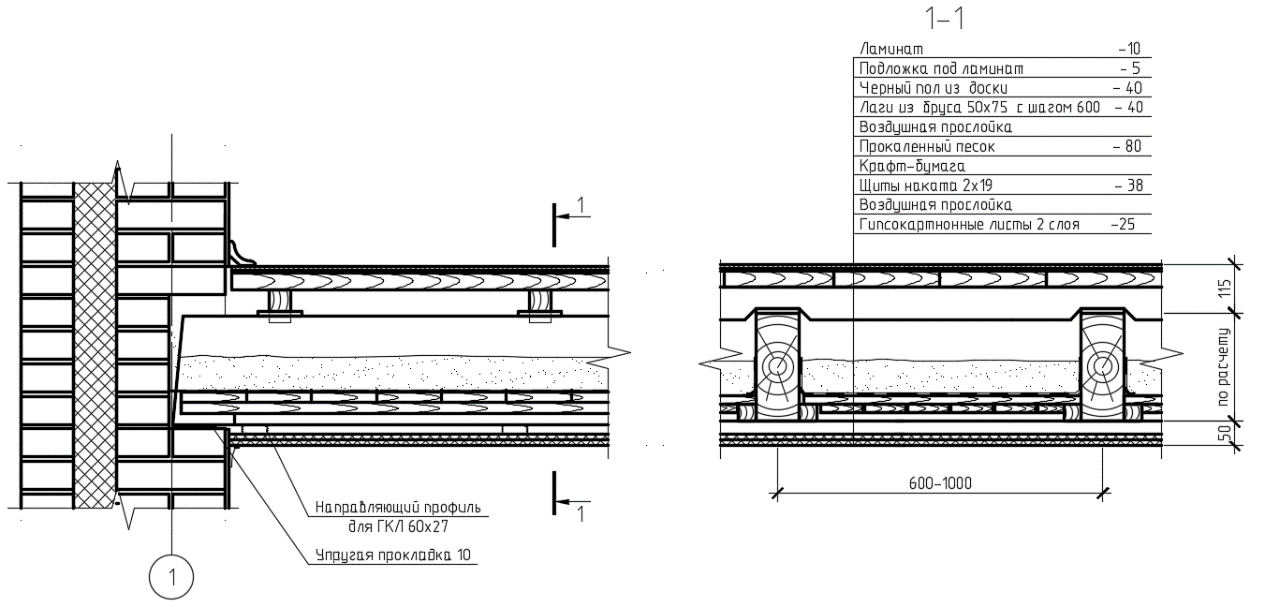 1-1
Ламинат -10
Подложка под ламинат - 5
Черный пол из доски - 40
Лаги из бруса 50х75 с шагом 600 - 40
Воздушная прослойка
Прокаленный песок - 80
Крафт-бумага
Щиты наката 2х19 - 38
Воздушная прослойка
Гипсокартнонные листы 2 слоя -25
1
1
115
по расчету
50
600-1000
Направляющий профиль
для ГКЛ 60х27
Упругая прокладка 10
1